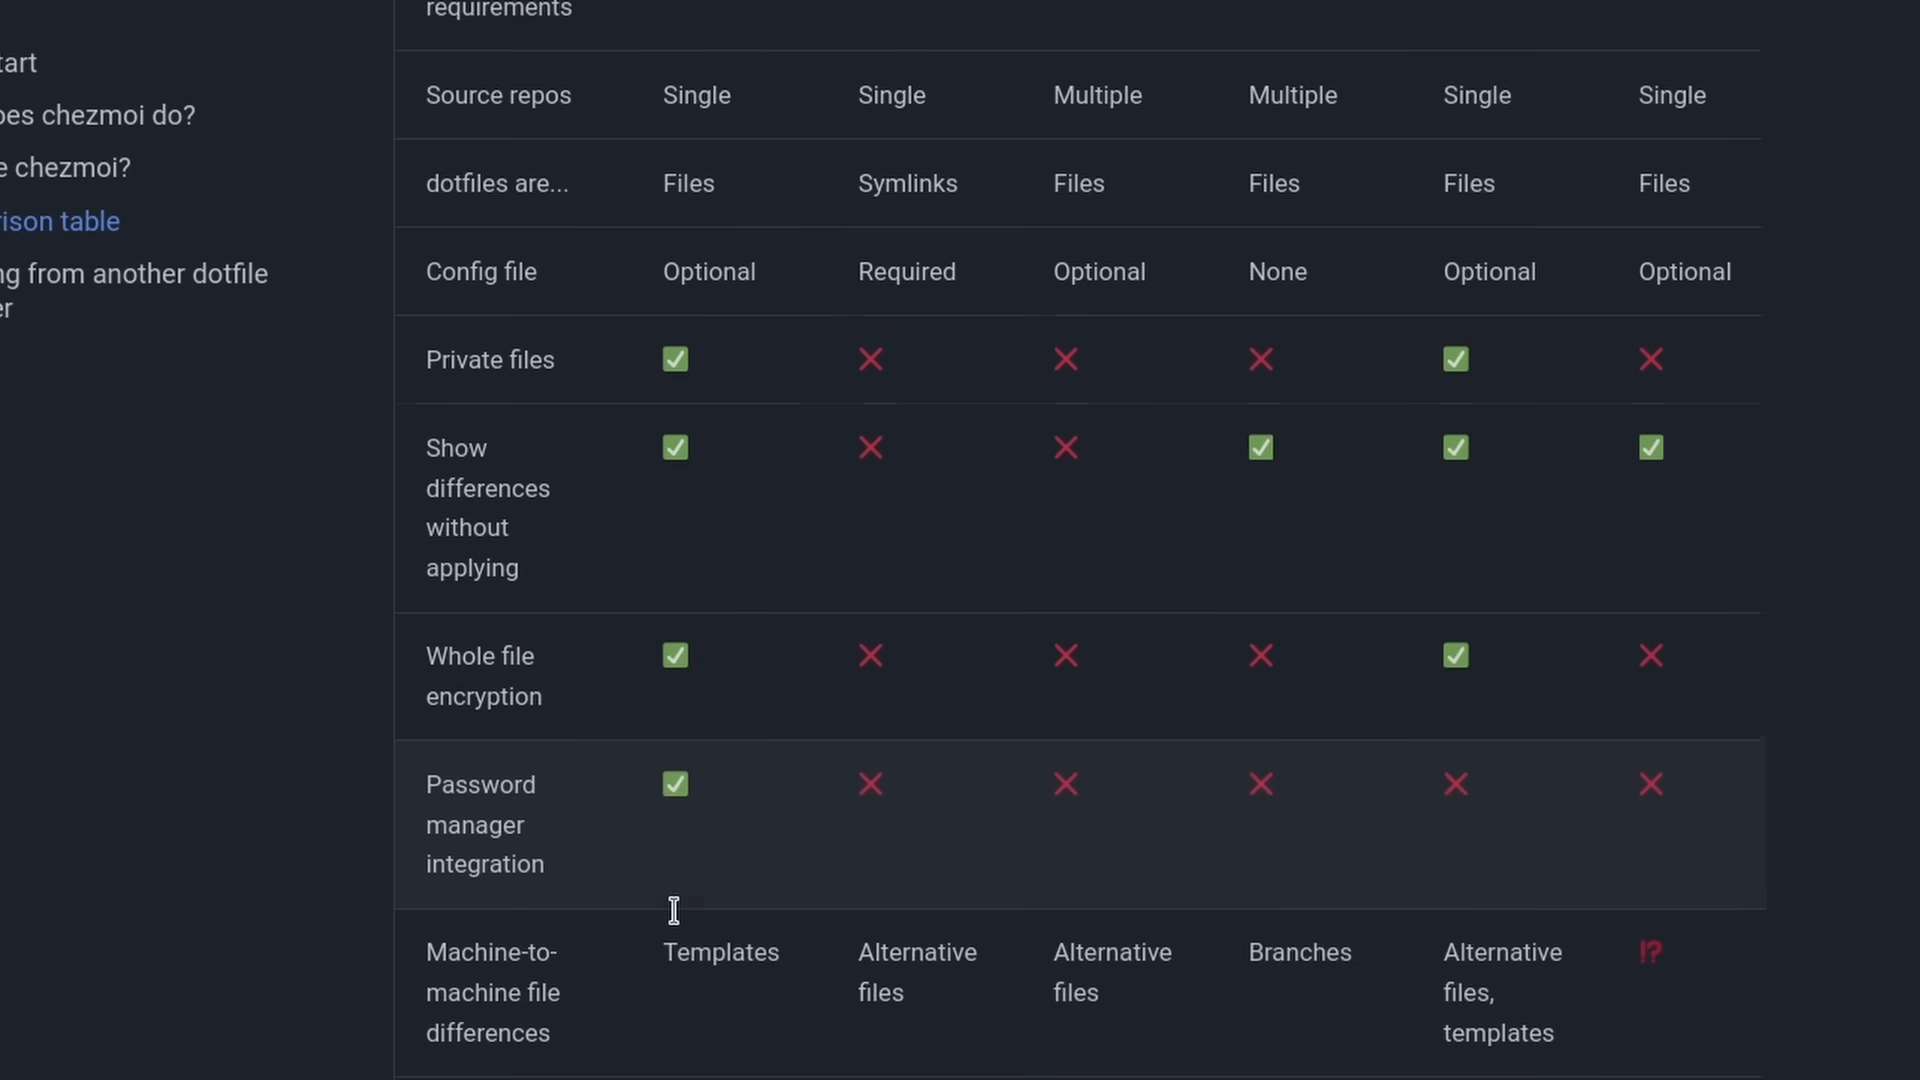 requirements
tart
oes chezmoi do?
e chezmoi?
rison table
ng from another dotfile
er
Source repos Single Single Multiple Multiple Single Single
dotfiles are... Files Symlinks Files Files Files Files
Config file Optional Required Optional None Optional Optional
Private files ✅ ❌ ❌ ❌ ✅ ❌
Show ✅ ❌ ❌ ✅ ✅ ✅
differences
without
applying
Whole file ✅ ❌ ❌ ❌ ✅ ❌
encryption
Password ✅ ❌ ❌ ❌ ❌ ❌
manager
integration
Machine-to- Templates Alternative Alternative Branches Alternative ⁉
machine file files files files,
differences templates